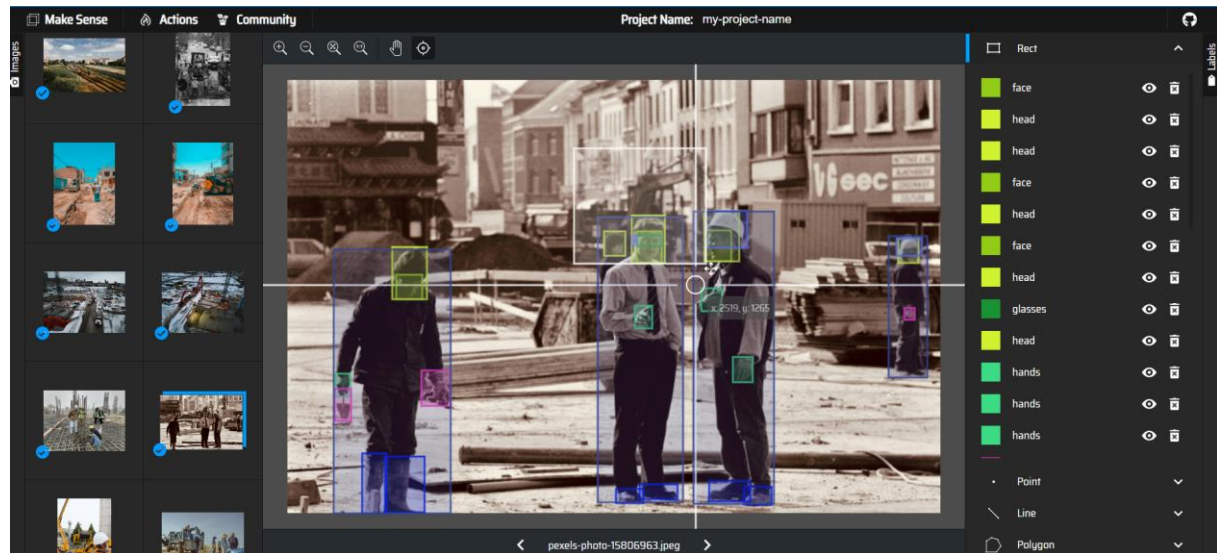 Make Sense Actions Community Project Name: my-project-name
Images
Rect
Labels
face
head
head
face
head
face
head
glasses
head
hands
hands
hands
Point
Line
Polygon
x: 2519, y: 1265
pexels-photo-15806963.jpeg